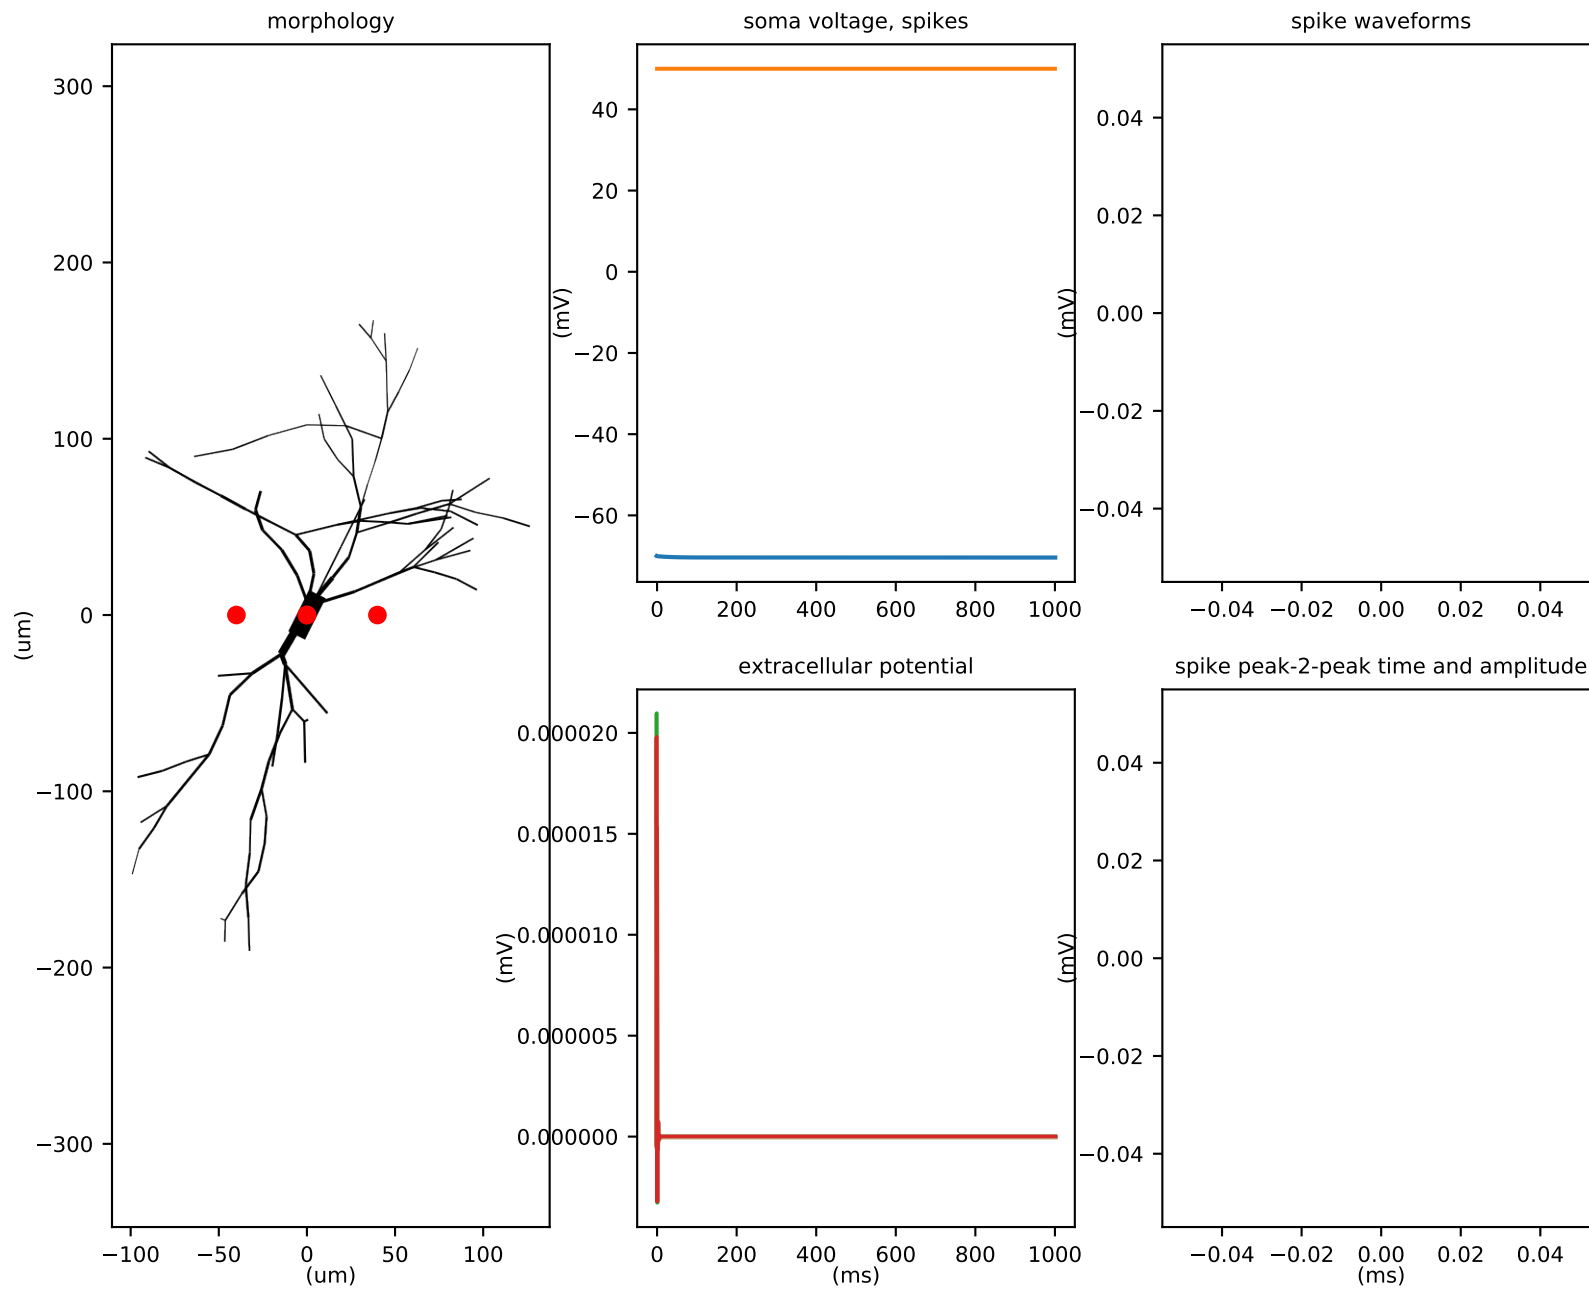 morphology
300
200
100
0
−100
−200
−300
(um)
−100 −50 0 50 100
(um)
soma voltage, spikes
40
20
0
−20
−40
−60
(mV)
0 200 400 600 800 1000
spike waveforms
0.04
0.02
0.00
−0.02
−0.04
(mV)
−0.04 −0.02 0.00 0.02 0.04
extracellular potential
0.000020
0.000015
0.000010
0.000005
0.000000
(mV)
0 200 400 600 800 1000
(ms)
spike peak-2-peak time and amplitude
0.04
0.02
0.00
−0.02
−0.04
(mV)
−0.04 −0.02 0.00 0.02 0.04
(ms)